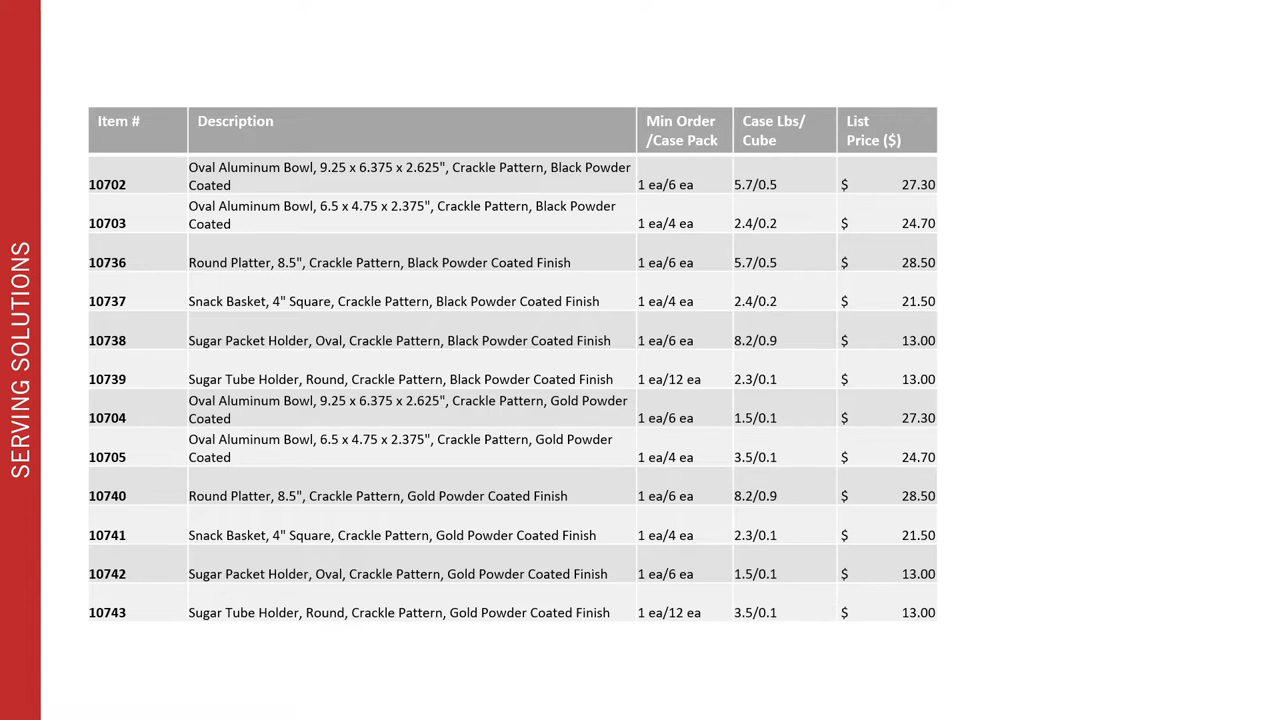 SERVING SOLUTIONS
Item # Description Min Order /Case Pack Case Lbs/ Cube List Price ($)
10702 Oval Aluminum Bowl, 9.25 x 6.375 x 2.625", Crackle Pattern, Black Powder Coated 1 ea/6 ea 5.7/0.5 $ 27.30
10703 Oval Aluminum Bowl, 6.5 x 4.75 x 2.375", Crackle Pattern, Black Powder Coated 1 ea/4 ea 2.4/0.2 $ 24.70
10736 Round Platter, 8.5", Crackle Pattern, Black Powder Coated Finish 1 ea/6 ea 5.7/0.5 $ 28.50
10737 Snack Basket, 4" Square, Crackle Pattern, Black Powder Coated Finish 1 ea/4 ea 2.4/0.2 $ 21.50
10738 Sugar Packet Holder, Oval, Crackle Pattern, Black Powder Coated Finish 1 ea/6 ea 8.2/0.9 $ 13.00
10739 Sugar Tube Holder, Round, Crackle Pattern, Black Powder Coated Finish 1 ea/12 ea 2.3/0.1 $ 13.00
10704 Oval Aluminum Bowl, 9.25 x 6.375 x 2.625", Crackle Pattern, Gold Powder Coated 1 ea/6 ea 1.5/0.1 $ 27.30
10705 Oval Aluminum Bowl, 6.5 x 4.75 x 2.375", Crackle Pattern, Gold Powder Coated 1 ea/4 ea 3.5/0.1 $ 24.70
10740 Round Platter, 8.5", Crackle Pattern, Gold Powder Coated Finish 1 ea/6 ea 8.2/0.9 $ 28.50
10741 Snack Basket, 4" Square, Crackle Pattern, Gold Powder Coated Finish 1 ea/4 ea 2.3/0.1 $ 21.50
10742 Sugar Packet Holder, Oval, Crackle Pattern, Gold Powder Coated Finish 1 ea/6 ea 1.5/0.1 $ 13.00
10743 Sugar Tube Holder, Round, Crackle Pattern, Gold Powder Coated Finish 1 ea/12 ea 3.5/0.1 $ 13.00